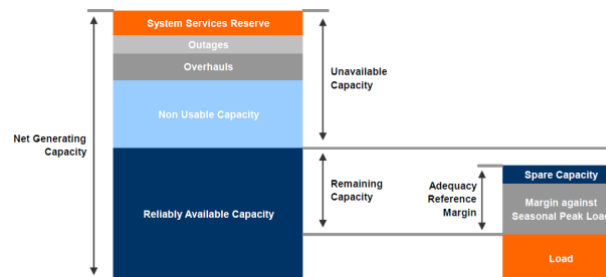 System Services Reserve
Outages
Overhauls
Unavailable
Capacity
Non Usable Capacity
Net Generating
Capacity
Reliably Available Capacity
Remaining
Capacity
Adequacy
Reference
Margin
Spare Capacity
Margin against
Seasonal Peak Load
Load